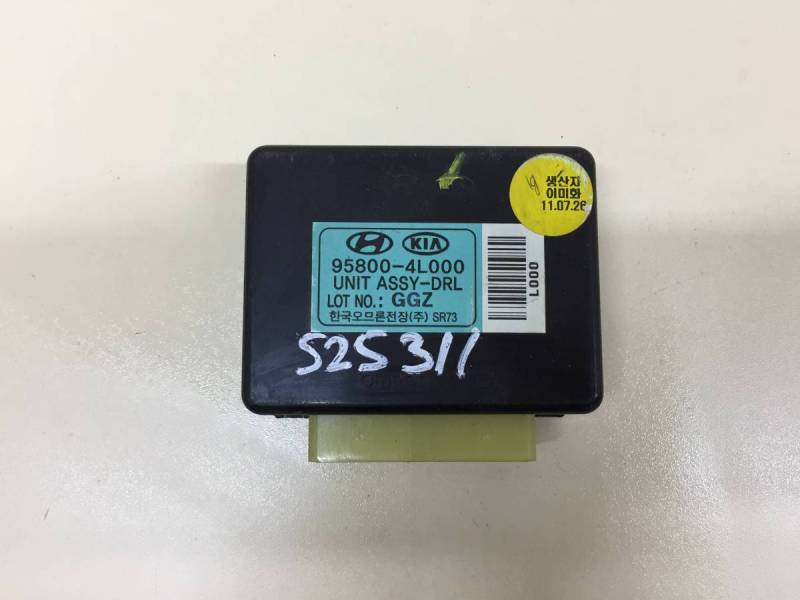 생산자
이미화
11.07.26
KIA
95800-4L000
UNIT ASSY-DRL
LOT NO.: GGZ
한국오므론전장(주) SR73
L000
S25311